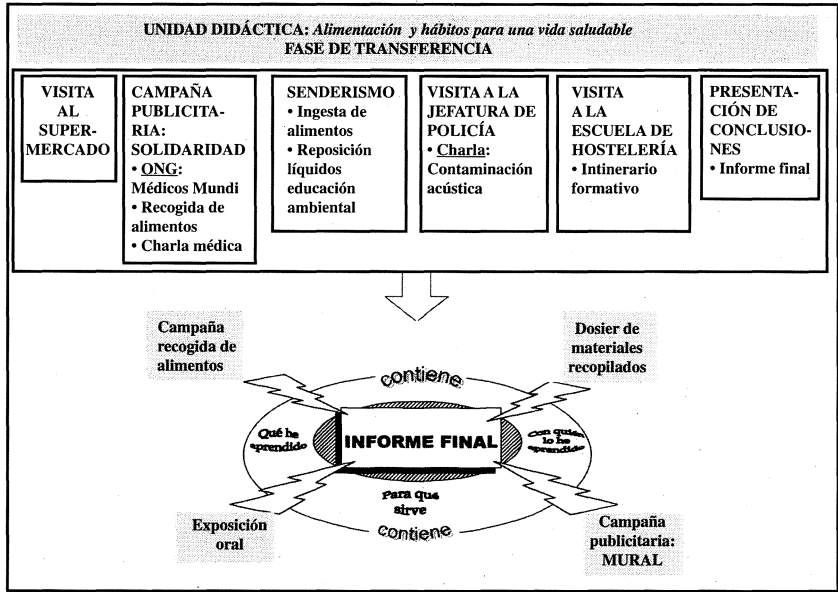 UNIDAD DIDÁCTICA: Alimentación y hábitos para una vida saludable
FASE DE TRANSFERENCIA
VISITA
AL
SUPER-
MERCADO
CAMPAÑA
PUBLICITA-
RIA:
SOLIDARIDAD
• ONG:
Médicos Mundi
• Recogida de
alimentos
• Charla médica
SENDERISMO
• Ingesta de
alimentos
• Reposición
líquidos
educación
ambiental
VISITA A LA
JEFATURA DE
POLICÍA
• Charla:
Contaminación
acústica
VISITA
A LA
ESCUELA DE
HOSTELERÍA
• Intinerario
formativo
PRESENTA-
CIÓN DE
CONCLUSIO-
NES
• Informe final
Campaña
recogida de
alimentos
Dosier de
materiales
recopilados
contiene
Qué he
aprendido
INFORME FINAL
Con quién
lo he
aprendido
Para que
sirve
contiene
Exposición
oral
Campaña
publicitaria:
MURAL